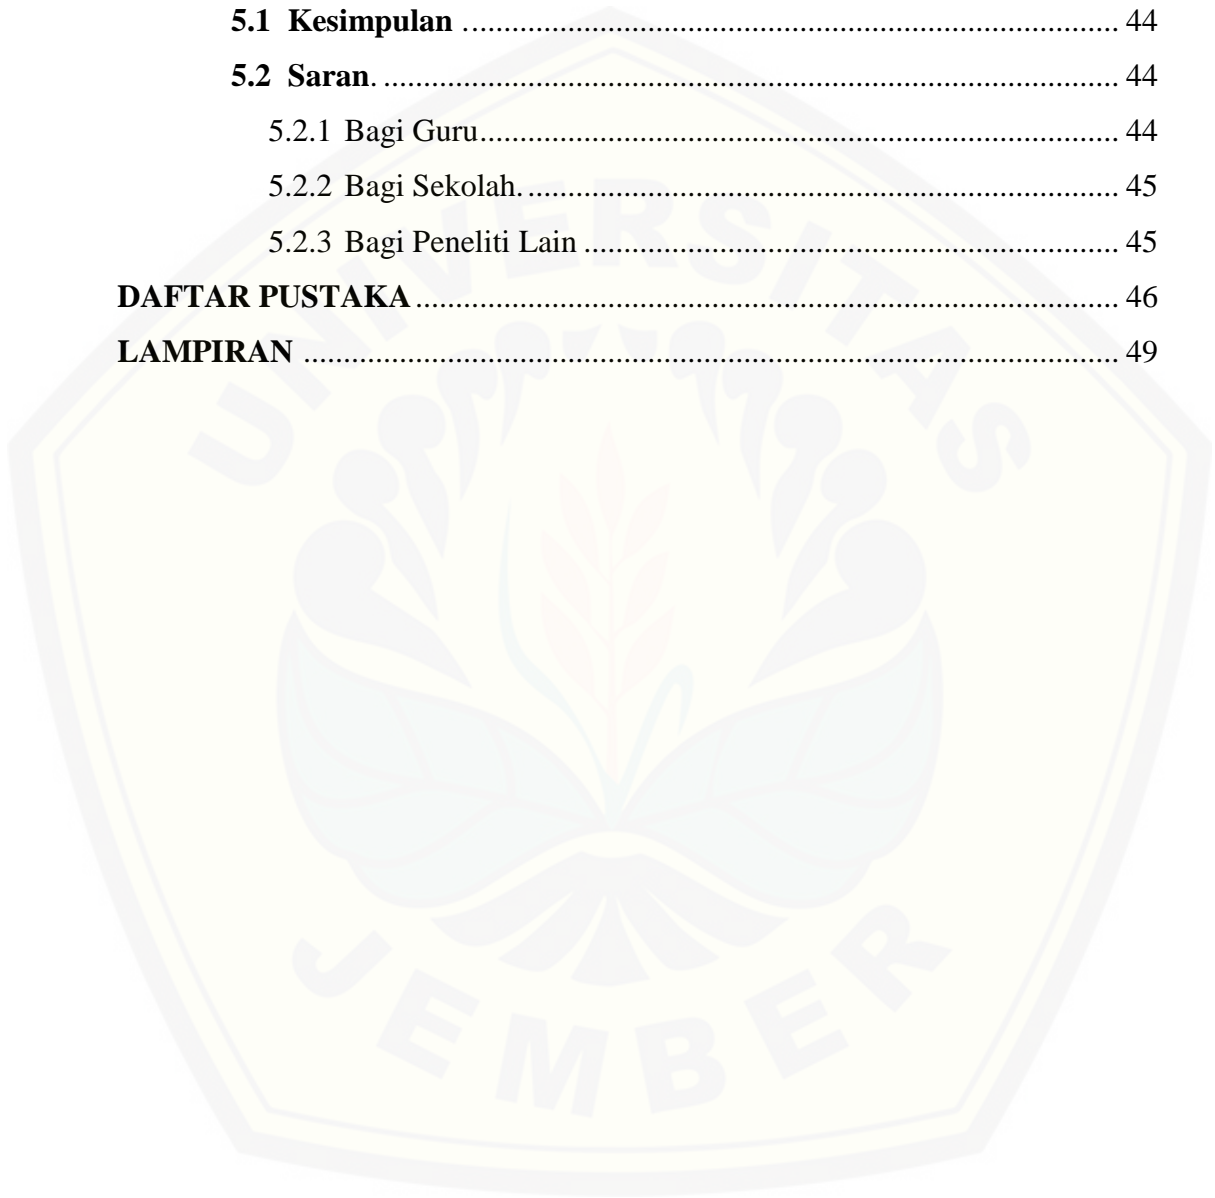 5.1 Kesimpulan ................................................................................. 44
5.2 Saran. ........................................................................................... 44
5.2.1 Bagi Guru................................................................................ 44
5.2.2 Bagi Sekolah. .......................................................................... 45
5.2.3 Bagi Peneliti Lain ................................................................... 45
DAFTAR PUSTAKA ........................................................................................ 46
LAMPIRAN ...................................................................................................... 49
UNIVERSITAS
JEMBER